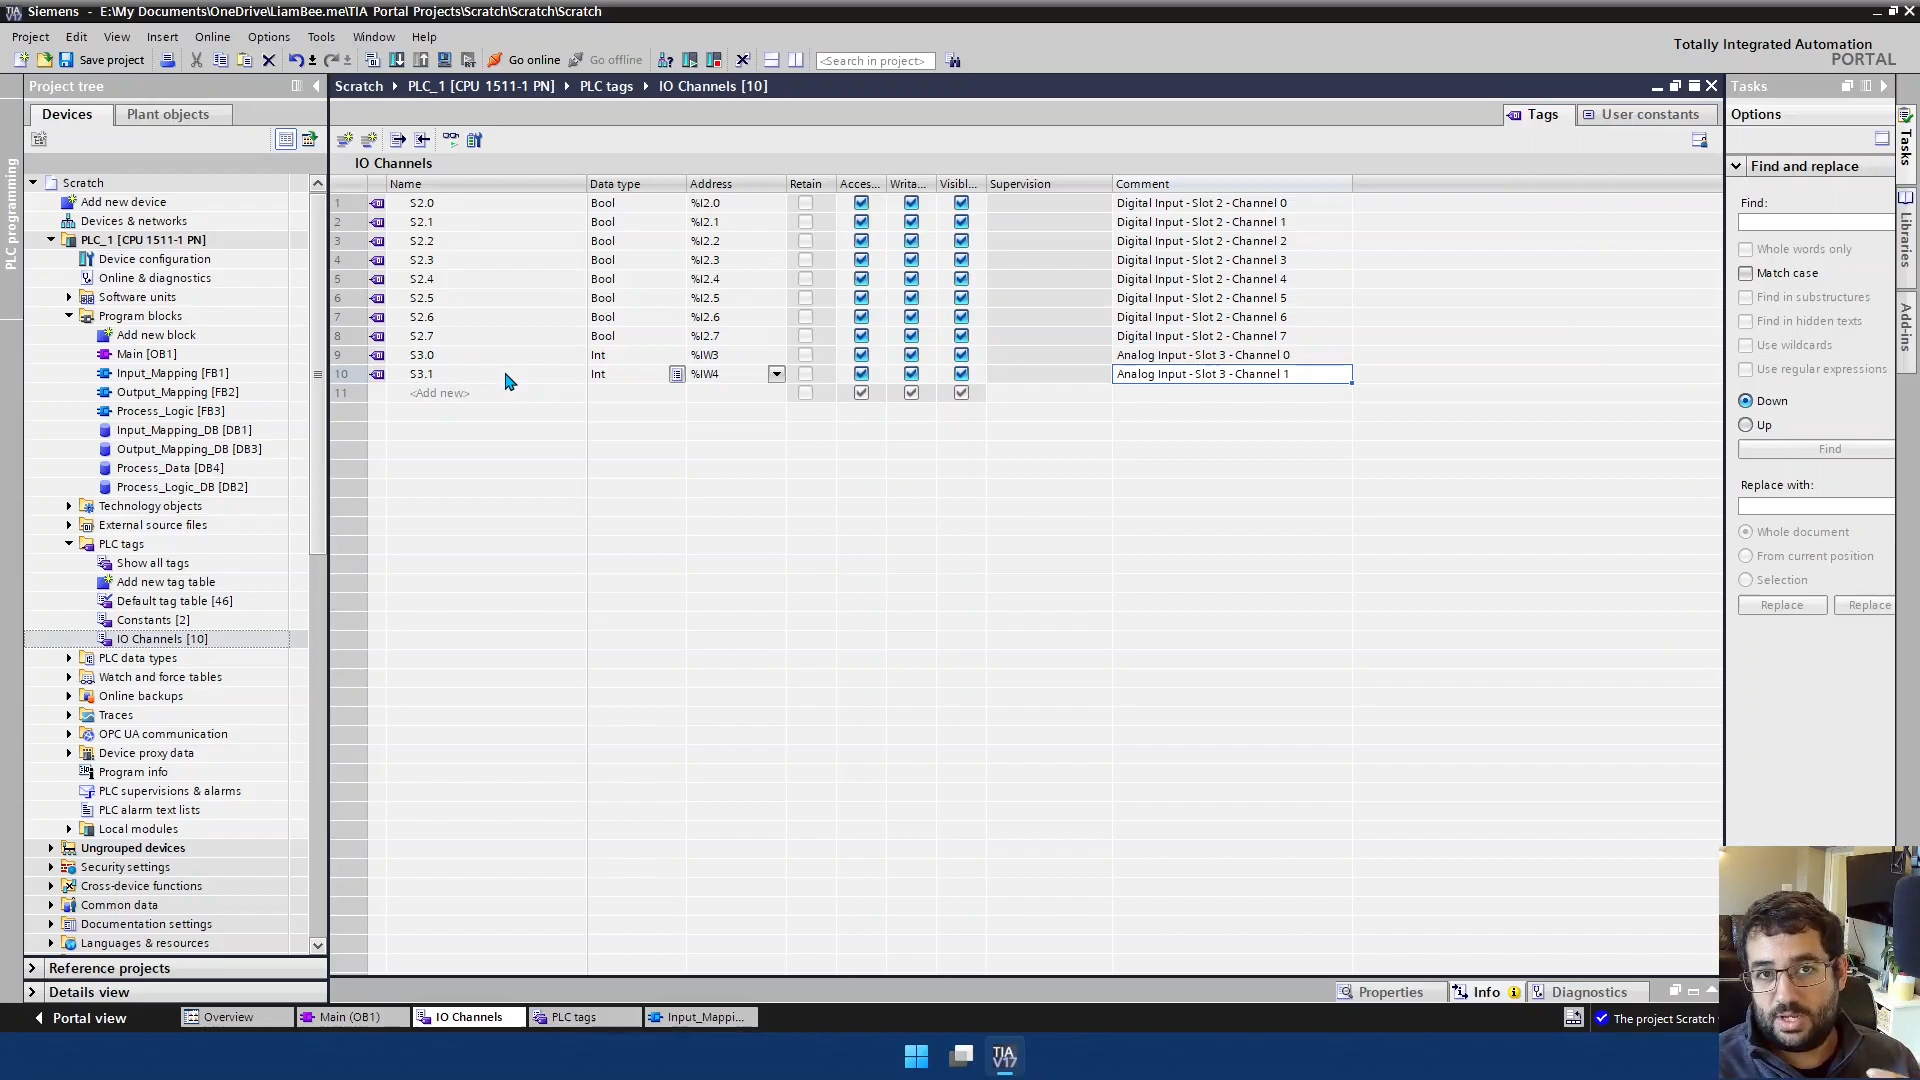 Siemens - E:\My Documents\OneDrive\LiamBee.me\TIA Portal Projects\Scratch\Scratch\Scratch
Project Edit View Insert Online Options Tools Window Help
Totally Integrated Automation
PORTAL
Save project
Go online
Go offline
<Search in project>
Project tree
Scratch PLC_1 [CPU 1511-1 PN] PLC tags IO Channels [10]
Tasks
Devices
Plant objects
Tags
User constants
Options
IO Channels
Find and replace
Name Data type Address Retain Acces... Writa... Visibl... Supervision Comment
1 S2.0 Bool %I2.0 Digital Input - Slot 2 - Channel 0
2 S2.1 Bool %I2.1 Digital Input - Slot 2 - Channel 1
3 S2.2 Bool %I2.2 Digital Input - Slot 2 - Channel 2
4 S2.3 Bool %I2.3 Digital Input - Slot 2 - Channel 3
5 S2.4 Bool %I2.4 Digital Input - Slot 2 - Channel 4
6 S2.5 Bool %I2.5 Digital Input - Slot 2 - Channel 5
7 S2.6 Bool %I2.6 Digital Input - Slot 2 - Channel 6
8 S2.7 Bool %I2.7 Digital Input - Slot 2 - Channel 7
9 S3.0 Int %IW3 Analog Input - Slot 3 - Channel 0
10 S3.1 Int %IW4 Analog Input - Slot 3 - Channel 1
11 <Add new>
PLC programming
Scratch
Add new device
Devices & networks
PLC_1 [CPU 1511-1 PN]
Device configuration
Online & diagnostics
Software units
Program blocks
Add new block
Main [OB1]
Input_Mapping [FB1]
Output_Mapping [FB2]
Process_Logic [FB3]
Input_Mapping_DB [DB1]
Output_Mapping_DB [DB3]
Process_Data [DB4]
Process_Logic_DB [DB2]
Technology objects
External source files
PLC tags
Show all tags
Add new tag table
Default tag table [46]
Constants [2]
IO Channels [10]
PLC data types
Watch and force tables
Online backups
Traces
OPC UA communication
Device proxy data
Program info
PLC supervisions & alarms
PLC alarm text lists
Local modules
Ungrouped devices
Security settings
Cross-device functions
Common data
Documentation settings
Languages & resources
Reference projects
Details view
Find:
Whole words only
Match case
Find in substructures
Find in hidden texts
Use wildcards
Use regular expressions
Down
Up
Find
Replace with:
Whole document
From current position
Selection
Replace
Replace
Tasks
Libraries
Add-ins
Properties
Info
Diagnostics
Portal view
Overview
Main (OB1)
IO Channels
PLC tags
Input_Mappi...
The project Scratch
TIA
V17